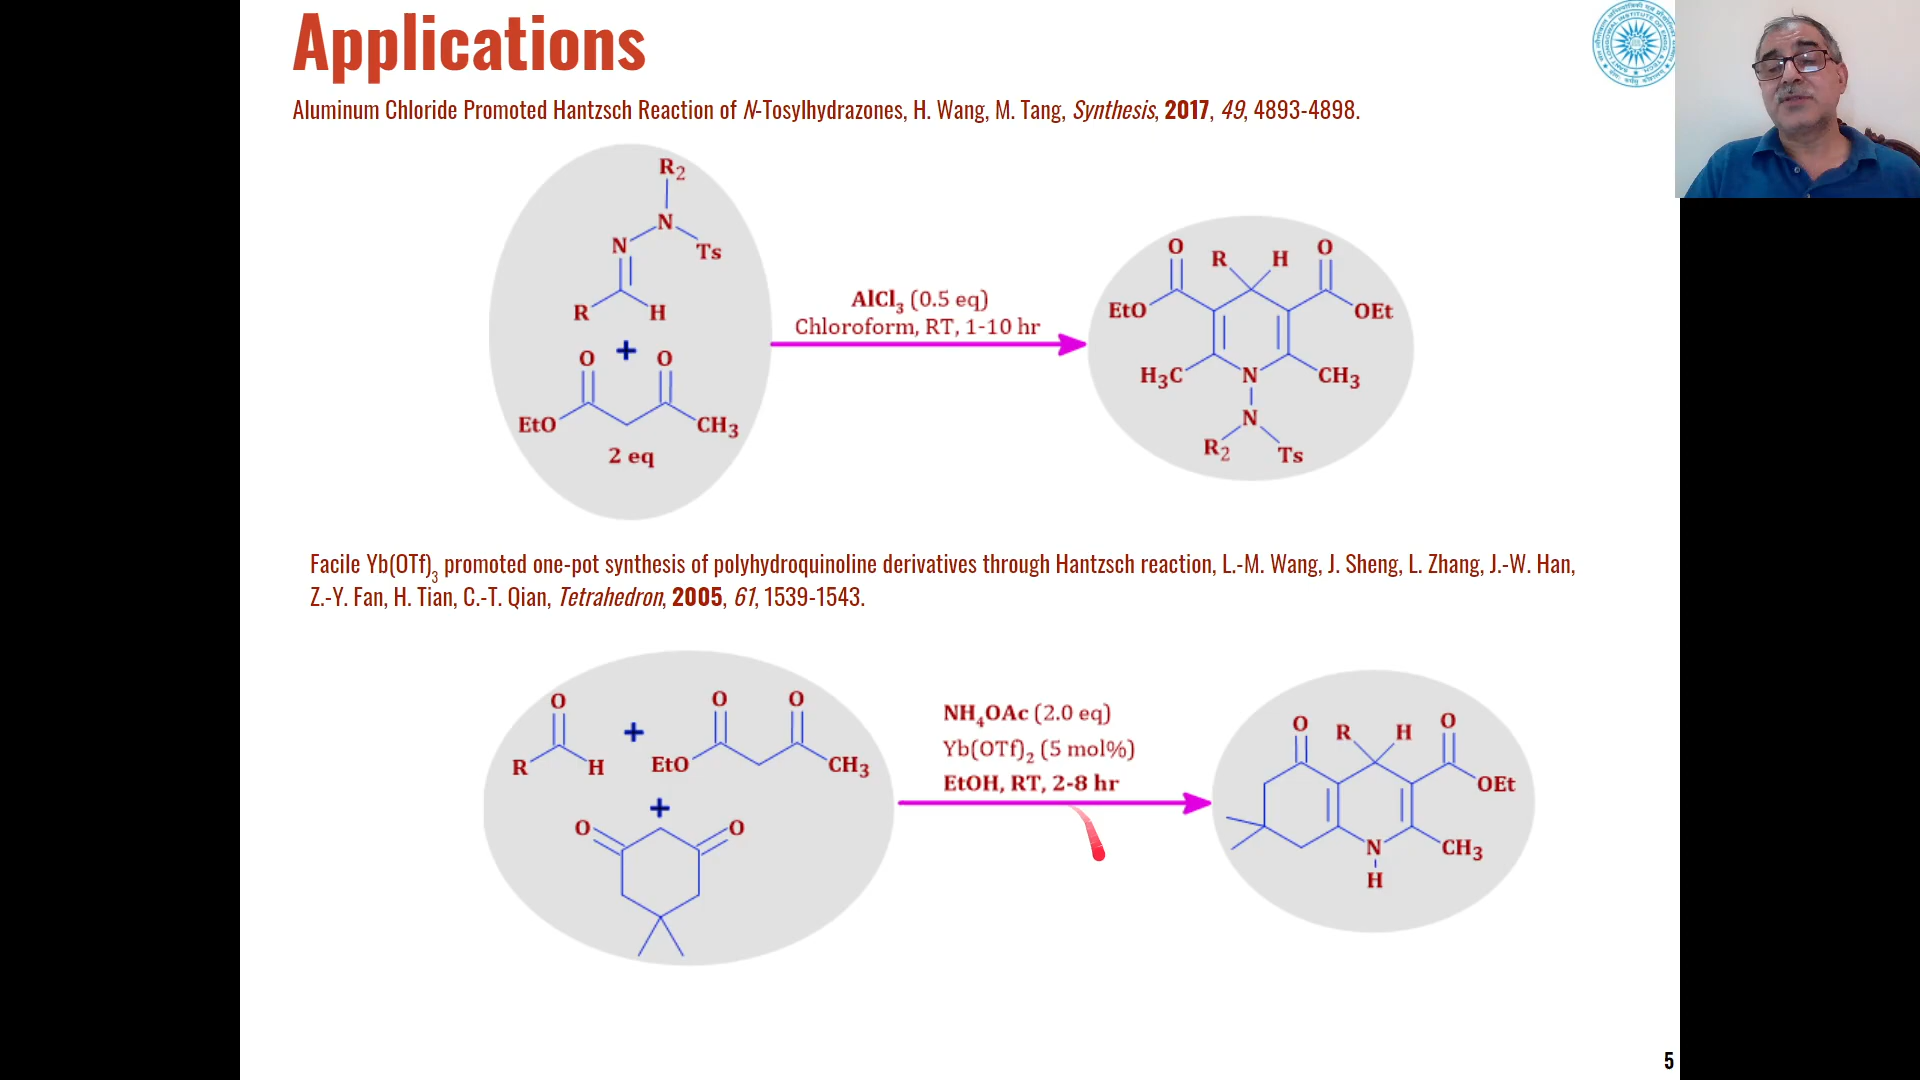 Applications
Aluminum Chloride Promoted Hantzsch Reaction of N-Tosylhydrazones, H. Wang, M. Tang, Synthesis, 2017, 49, 4893-4898.
R2
N
N
Ts
R
H
+
O
O
EtO
CH3
2 eq
AlCl3 (0.5 eq)
Chloroform, RT, 1-10 hr
O
R
H
O
EtO
OEt
H3C
N
CH3
N
R2
Ts
Facile Yb(OTf)3 promoted one-pot synthesis of polyhydroquinoline derivatives through Hantzsch reaction, L.-M. Wang, J. Sheng, L. Zhang, J.-W. Han,
Z.-Y. Fan, H. Tian, C.-T. Qian, Tetrahedron, 2005, 61, 1539-1543.
O
R
H
+
O
O
EtO
CH3
+
O
O
NH4OAc (2.0 eq)
Yb(OTf)2 (5 mol%)
EtOH, RT, 2-8 hr
O
R
H
O
OEt
N
CH3
H
5